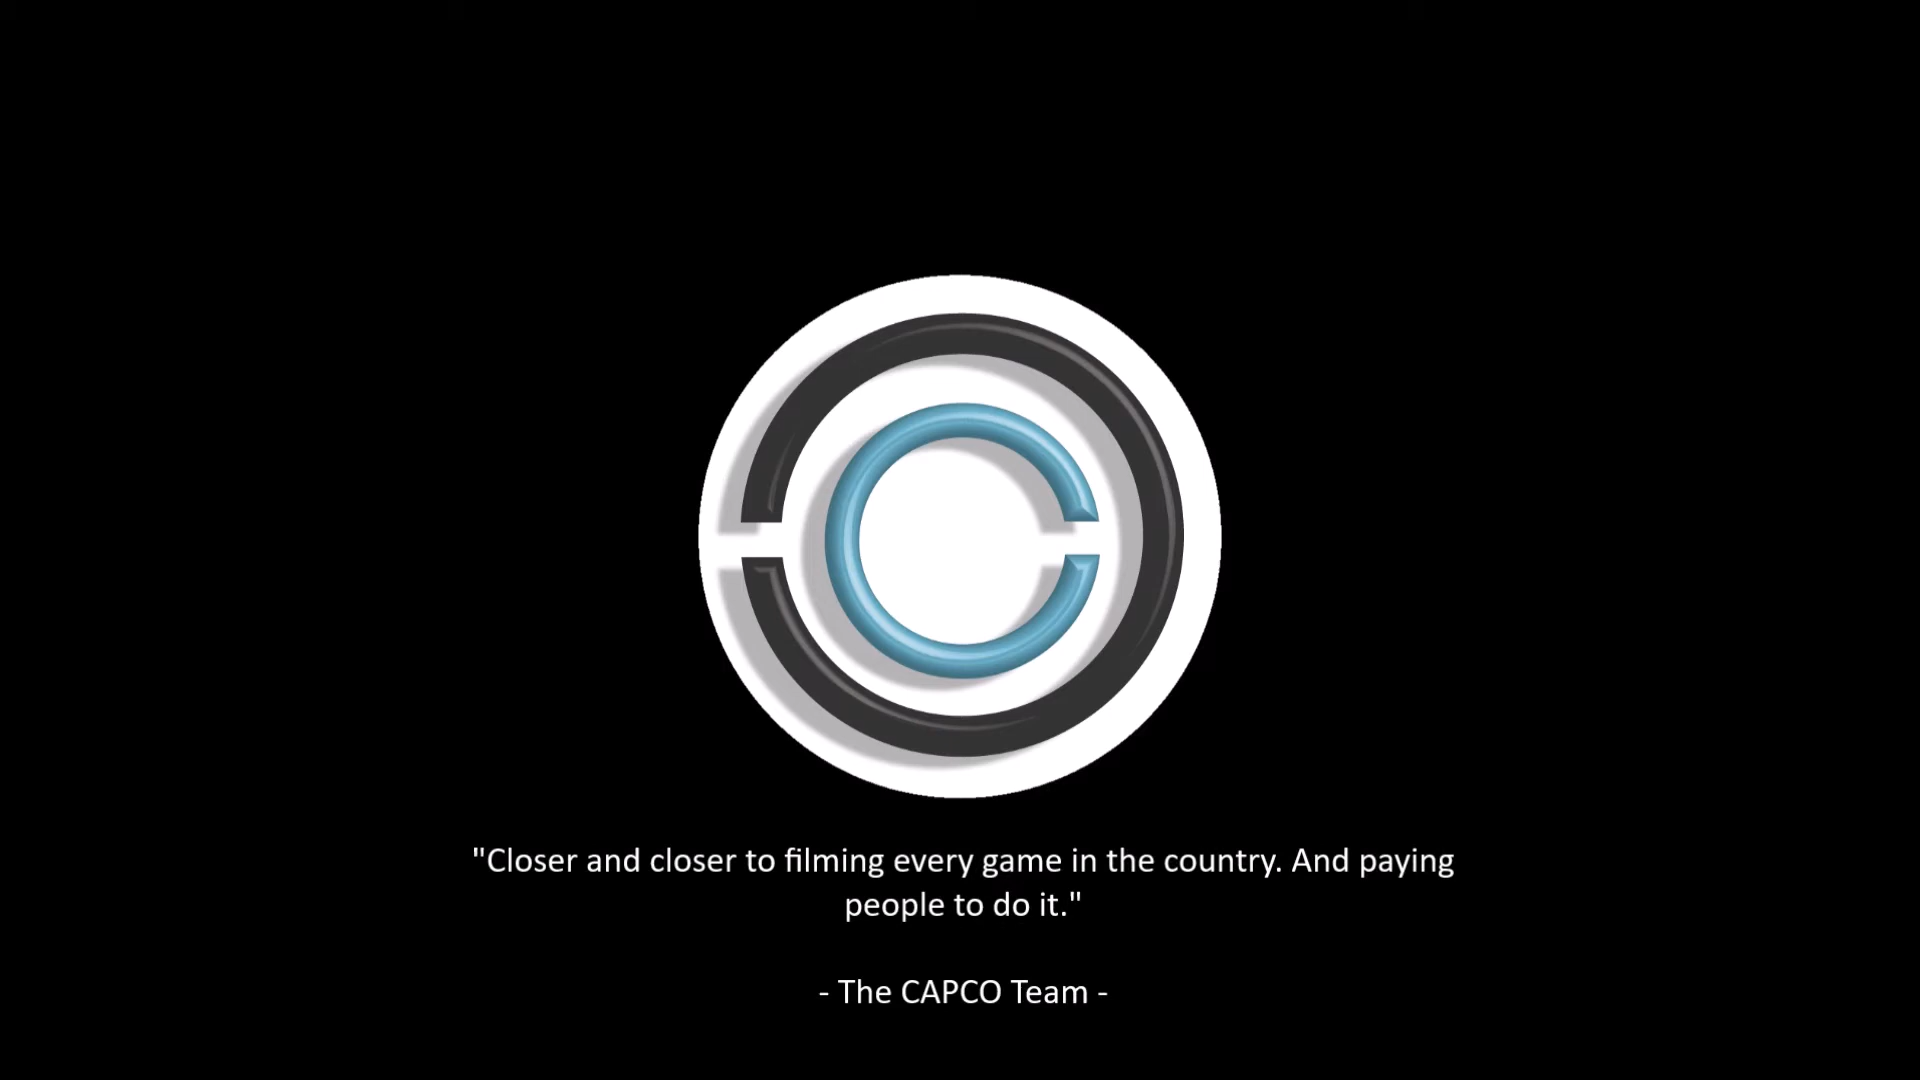 "Closer and closer to filming every game in the country. And paying
people to do it."
- The CAPCO Team -